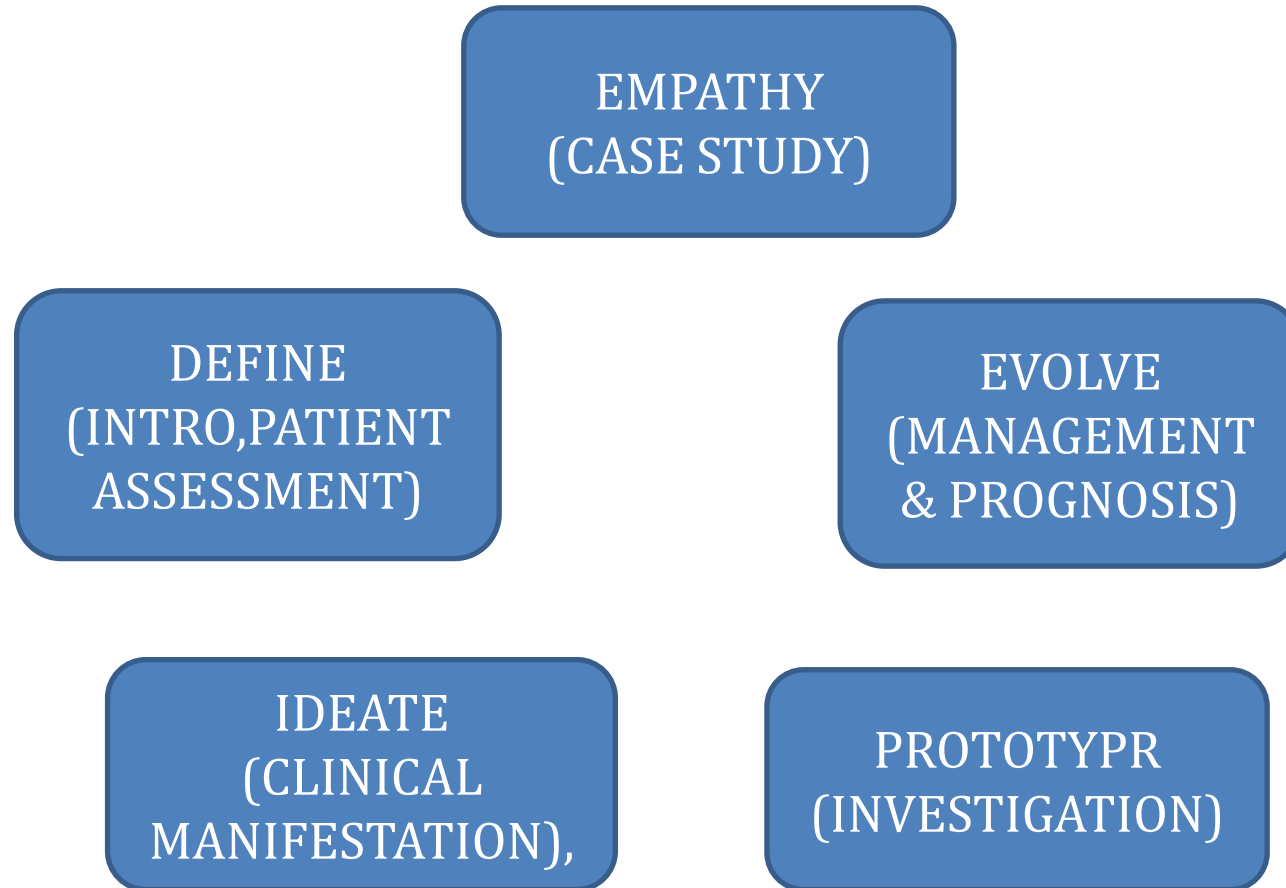 EMPATHY
(CASE STUDY)
DEFINE
(INTRO,PATIENT
ASSESSMENT)
EVOLVE
(MANAGEMENT
& PROGNOSIS)
IDEATE
(CLINICAL
MANIFESTATION),
PROTOTYPR
(INVESTIGATION)